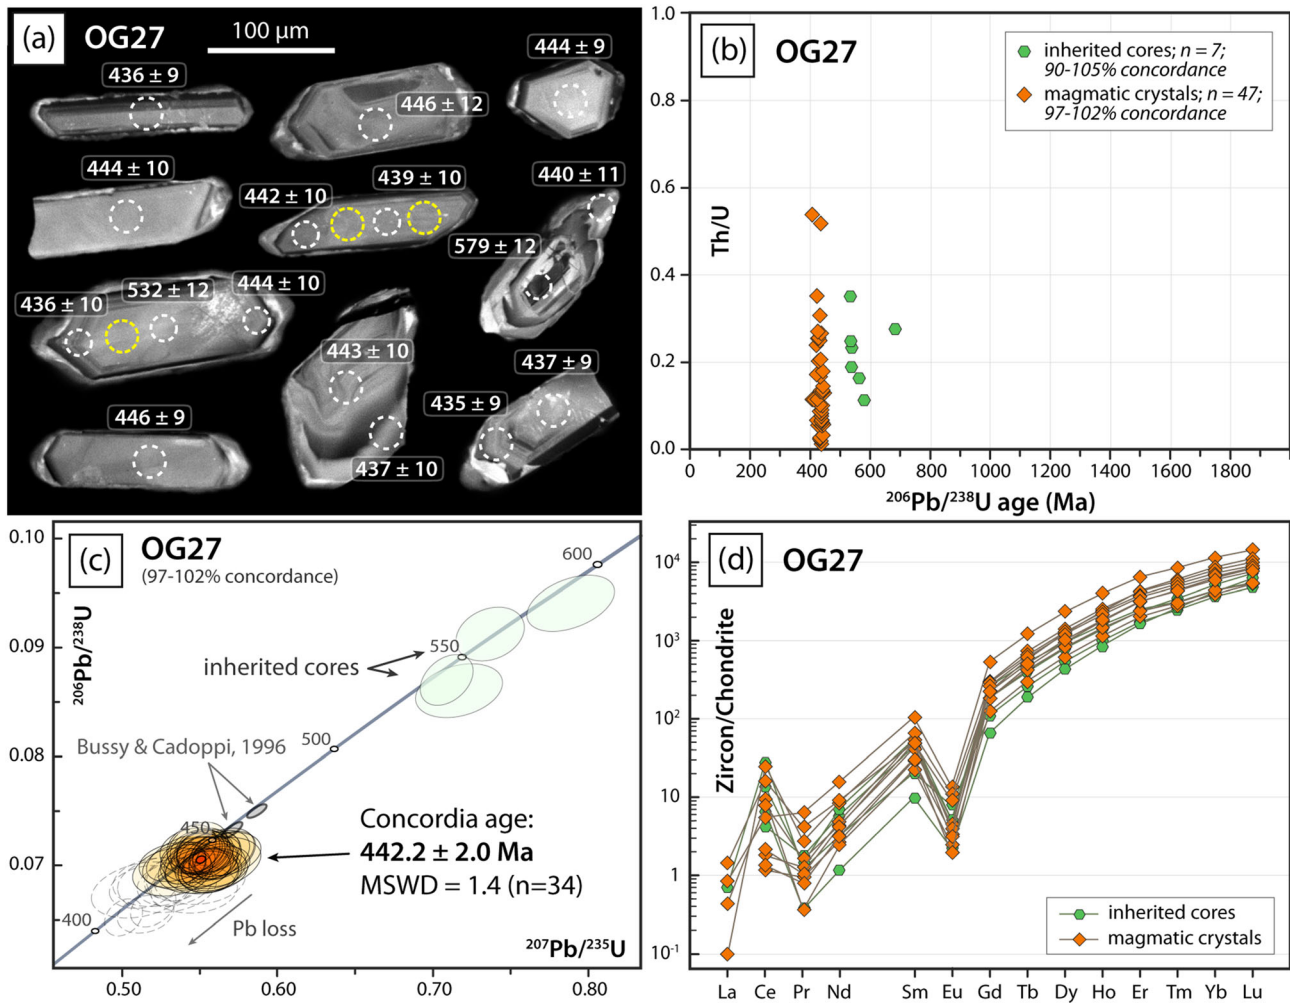 (a) OG27 100 μm
436 ± 9
446 ± 12
444 ± 9
444 ± 10
442 ± 10
439 ± 10
440 ± 11
579 ± 12
436 ± 10
532 ± 12
444 ± 10
443 ± 10
437 ± 9
435 ± 9
446 ± 9
437 ± 10
(b) OG27
inherited cores; n = 7;
90-105% concordance
magmatic crystals; n = 47;
97-102% concordance
1.0
0.8
0.6
0.4
0.2
0.0
Th/U
0 200 400 600 800 1000 1200 1400 1600 1800
²⁰⁶Pb/²³⁸U age (Ma)
(c) OG27
(97-102% concordance)
0.10
0.09
0.08
0.07
²⁰⁶Pb/²³⁸U
600
550
500
450
400
inherited cores
Bussy & Cadoppi, 1996
Concordia age:
442.2 ± 2.0 Ma
MSWD = 1.4 (n=34)
Pb loss
²⁰⁷Pb/²³⁵U
0.50 0.60 0.70 0.80
(d) OG27
10⁴
10³
10²
10
1
10⁻¹
Zircon/Chondrite
inherited cores
magmatic crystals
La Ce Pr Nd Sm Eu Gd Tb Dy Ho Er Tm Yb Lu